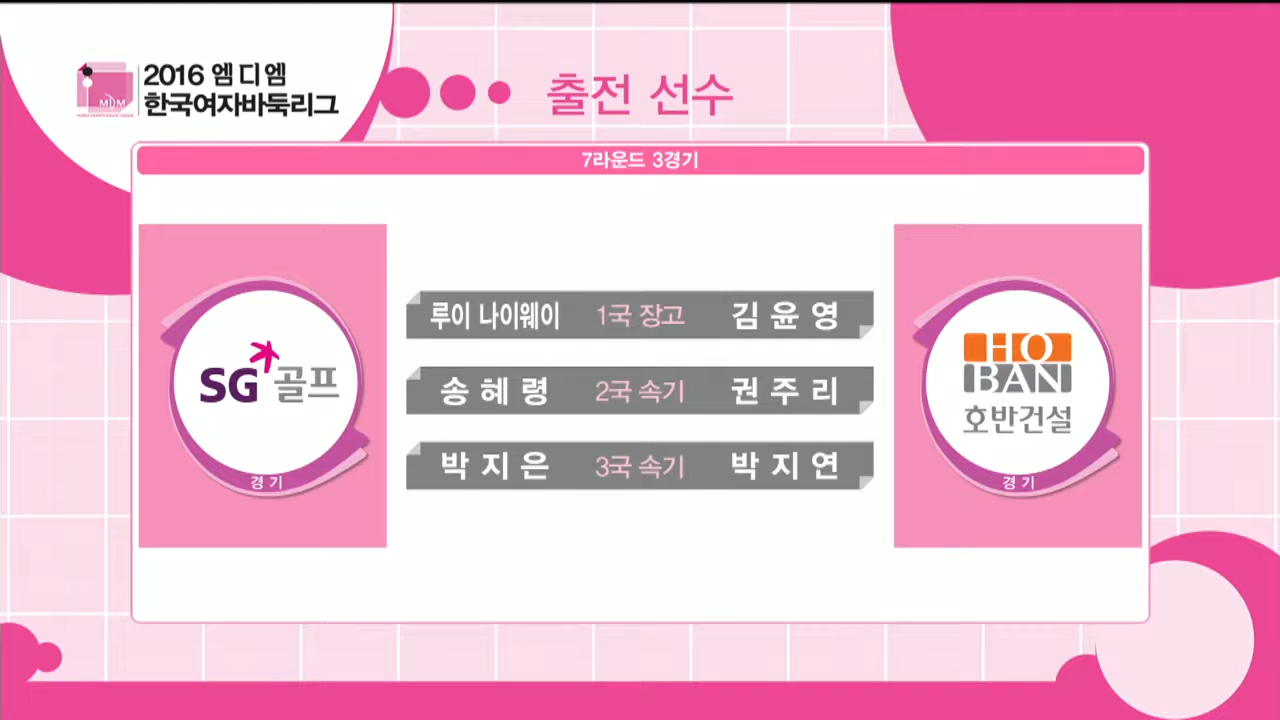 2016 엠디엠
한국여자바둑리그
MDM
출전 선수
7라운드 3경기
SG골프
경기
루이 나이웨이 1국 장고 김윤영
송혜령 2국 속기 권주리
박지은 3국 속기 박지연
HO
BAN
호반건설
경기